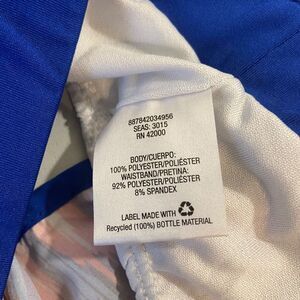 887842034956
SEAS: 3015
RN 42000
BODY/CUERPO:
100% POLYESTER/POLIÉSTER
WAISTBAND/PRETINA:
92% POLYESTER/POLIÉSTER
8% SPANDEX
LABEL MADE WITH
Recycled (100%) BOTTLE MATERIAL